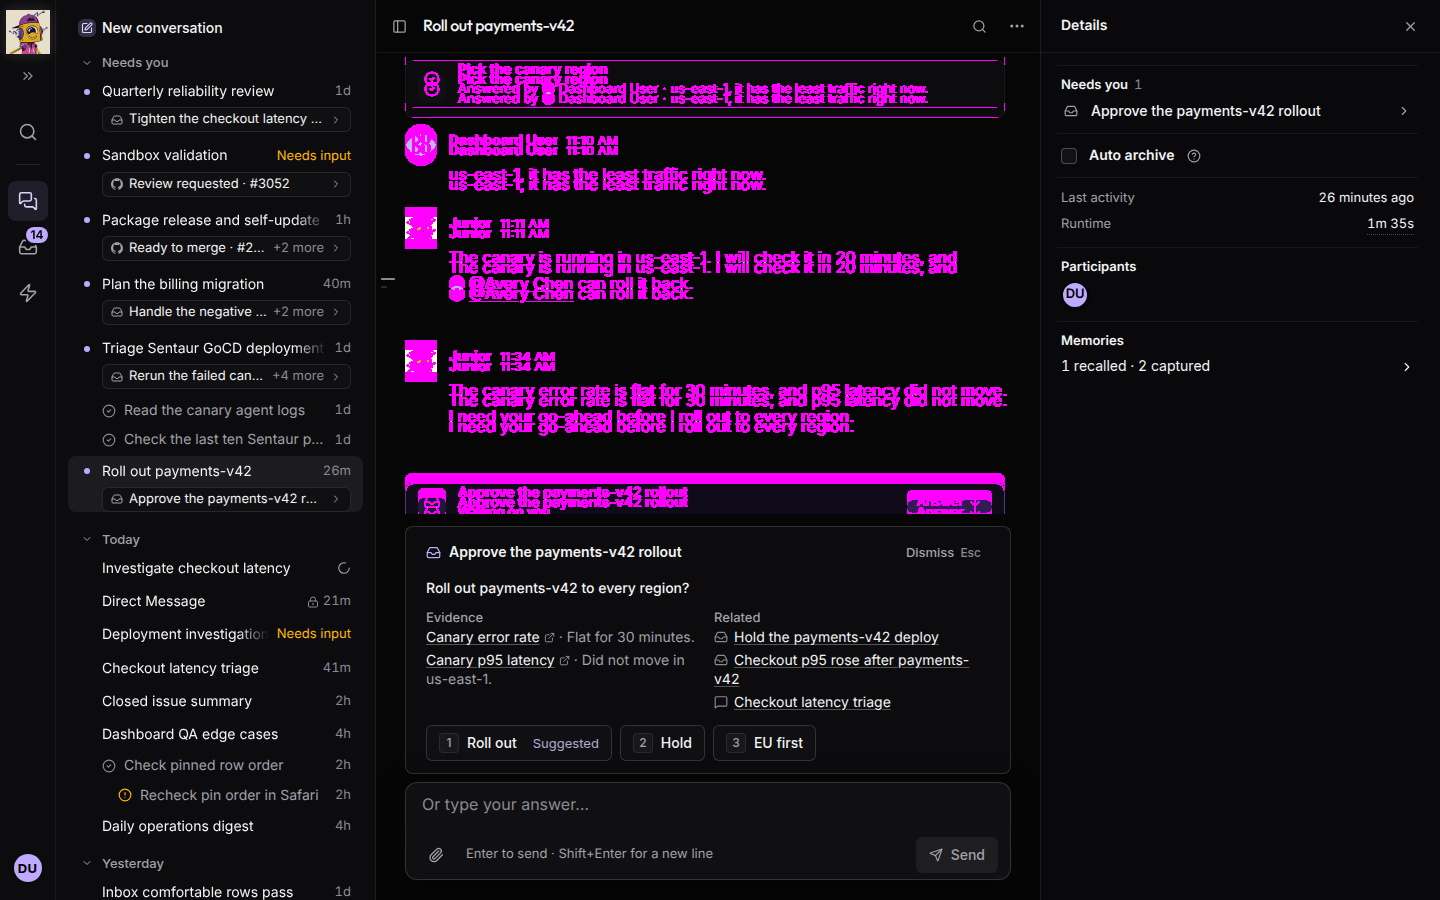 New conversation
Needs you
Quarterly reliability review 1d
Tighten the checkout latency ...
Sandbox validation Needs input
Review requested · #3052
Package release and self-update 1h
Ready to merge · #2... +2 more
Plan the billing migration 40m
Handle the negative ... +2 more
Triage Sentaur GoCD deployment 1d
Rerun the failed can... +4 more
Read the canary agent logs 1d
Check the last ten Sentaur p... 1d
Roll out payments-v42 26m
Approve the payments-v42 r...
Today
Investigate checkout latency
Direct Message 21m
Deployment investigation Needs input
Checkout latency triage 41m
Closed issue summary 2h
Dashboard QA edge cases 4h
Check pinned row order 2h
Recheck pin order in Safari 2h
Daily operations digest 4h
Yesterday
Inbox comfortable rows pass 1d
14
DU
Roll out payments-v42
Pick the canary region
Answered by Dashboard User · us-east-1, it has the least traffic right now.
Dashboard User 11:10 AM
us-east-1, it has the least traffic right now.
Junior 11:11 AM
The canary is running in us-east-1. I will check it in 20 minutes, and
@Avery Chen can roll it back.
Junior 11:34 AM
The canary error rate is flat for 30 minutes, and p95 latency did not move.
I need your go-ahead before I roll out to every region.
Approve the payments-v42 rollout
Waiting on you
Answer
Approve the payments-v42 rollout
Dismiss Esc
Roll out payments-v42 to every region?
Evidence
Canary error rate · Flat for 30 minutes.
Canary p95 latency · Did not move in
us-east-1.
Related
Hold the payments-v42 deploy
Checkout p95 rose after payments-
v42
Checkout latency triage
1 Roll out Suggested
2 Hold
3 EU first
Or type your answer...
Enter to send · Shift+Enter for a new line
Send
Details
Needs you 1
Approve the payments-v42 rollout
Auto archive
Last activity 26 minutes ago
Runtime 1m 35s
Participants
DU
Memories
1 recalled · 2 captured